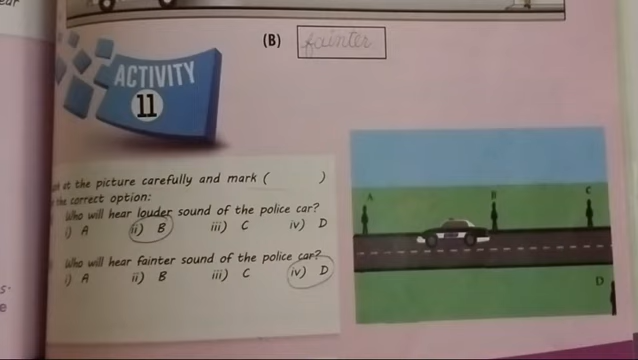 (B) fainter
ACTIVITY
11
at the picture carefully and mark ( )
the correct option:
Who will hear louder sound of the police car?
i) A ii) B iii) C iv) D
Who will hear fainter sound of the police car?
i) A ii) B iii) C iv) D
A B C
D